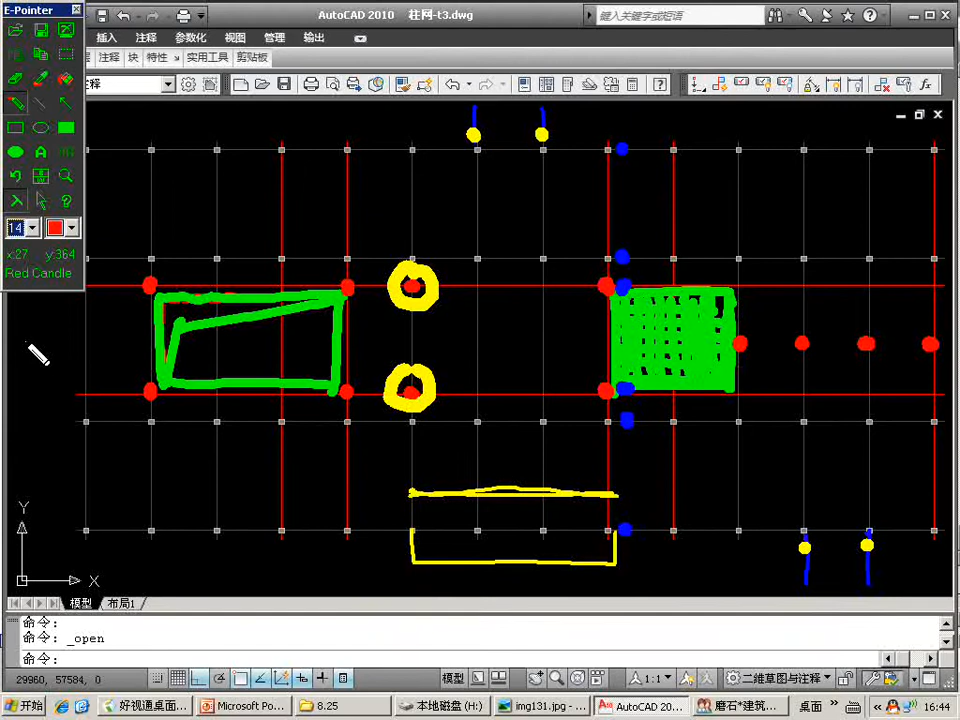 E-Pointer
AutoCAD 2010 柱网-t3.dwg
键入关键字或短语
插入 注释 参数化 视图 管理 输出
注释 块 特性 实用工具 剪贴板
注释
14
x:27 y:364
Red Candle
Y
X
模型 布局1
命令:
命令: _open
命令:
29960, 57584, 0
模型
1:1
二维草图与注释
开始
好视通桌面...
Microsoft Po...
8.25
本地磁盘 (H:)
img131.jpg - ...
AutoCAD 20...
磨石*建筑...
桌面
16:44